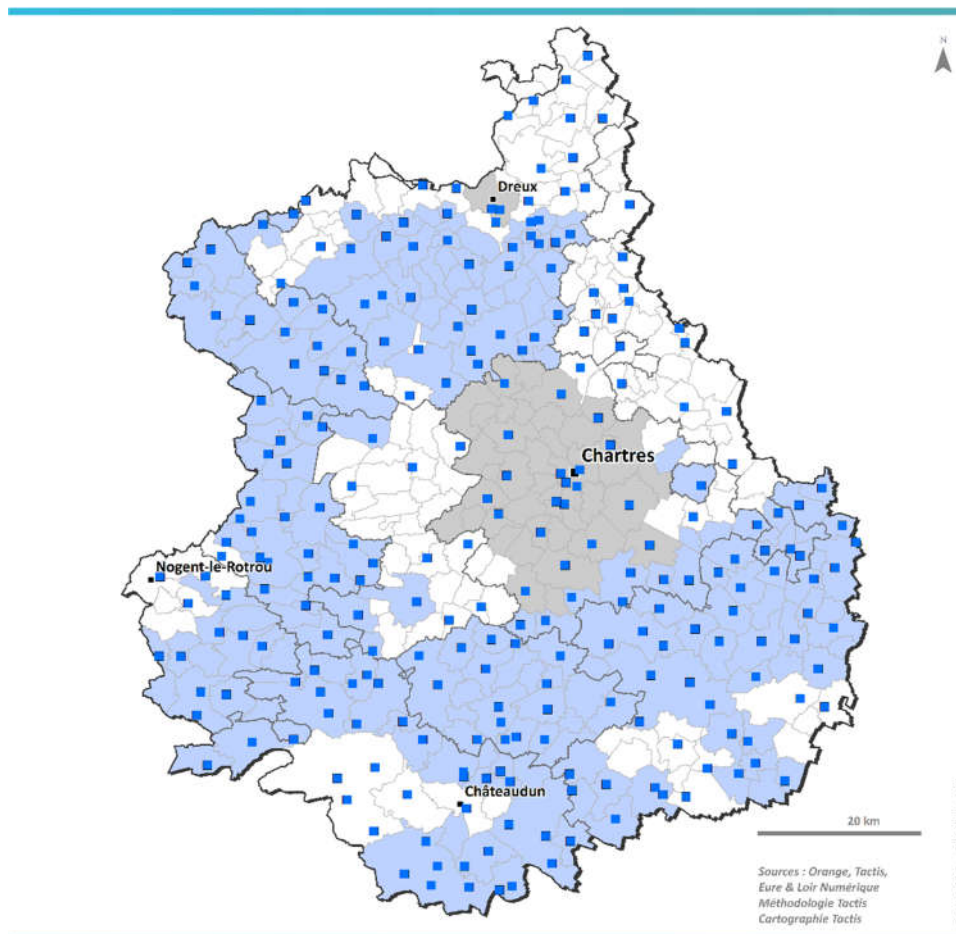 N
Dreux
Chartres
Nogent-le-Rotrou
Châteaudun
20 km
Sources : Orange, Tactis,
Eure & Loir Numérique
Méthodologie Tactis
Cartographie Tactis